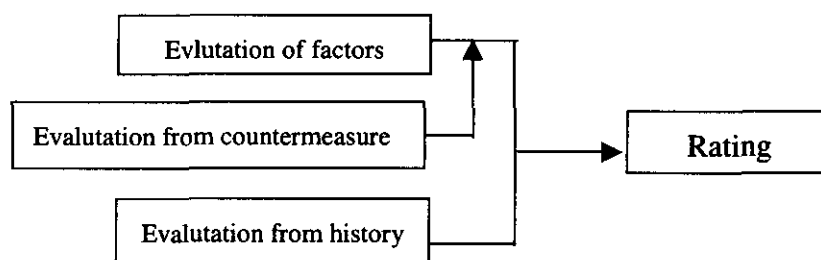 Evlutation of factors
Evalutation from countermeasure
Rating
Evalutation from history